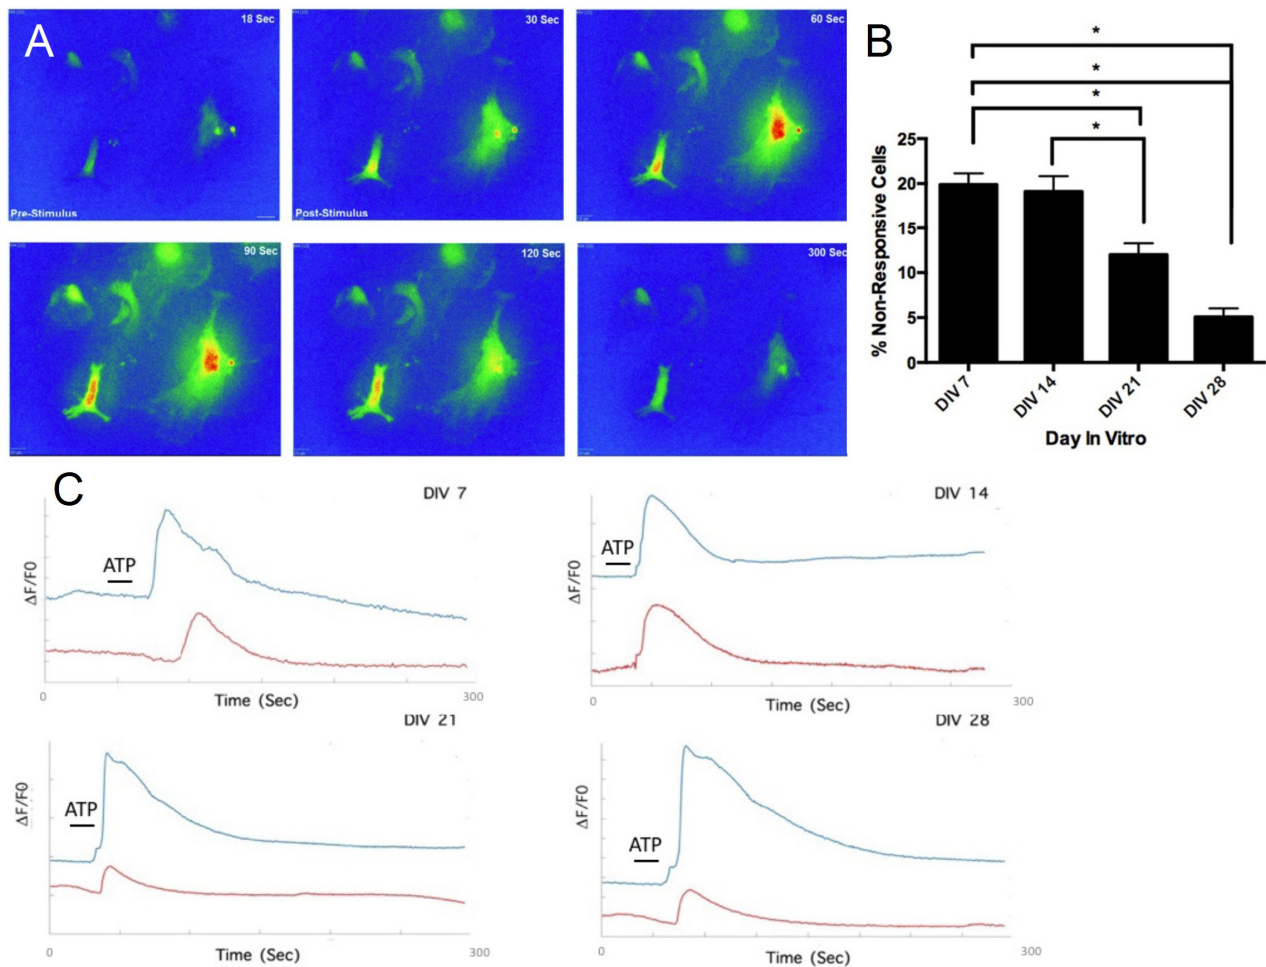 A
18 Sec
Pre-Stimulus
30 Sec
Post-Stimulus
60 Sec
90 Sec
120 Sec
300 Sec
B
*
*
*
*
% Non-Responsive Cells
25
20
15
10
5
0
DIV 7
DIV 14
DIV 21
DIV 28
Day In Vitro
C
DIV 7
ATP
ΔF/F0
0
Time (Sec)
300
DIV 14
ATP
ΔF/F0
0
Time (Sec)
300
DIV 21
ATP
ΔF/F0
0
Time (Sec)
300
DIV 28
ATP
ΔF/F0
0
Time (Sec)
300